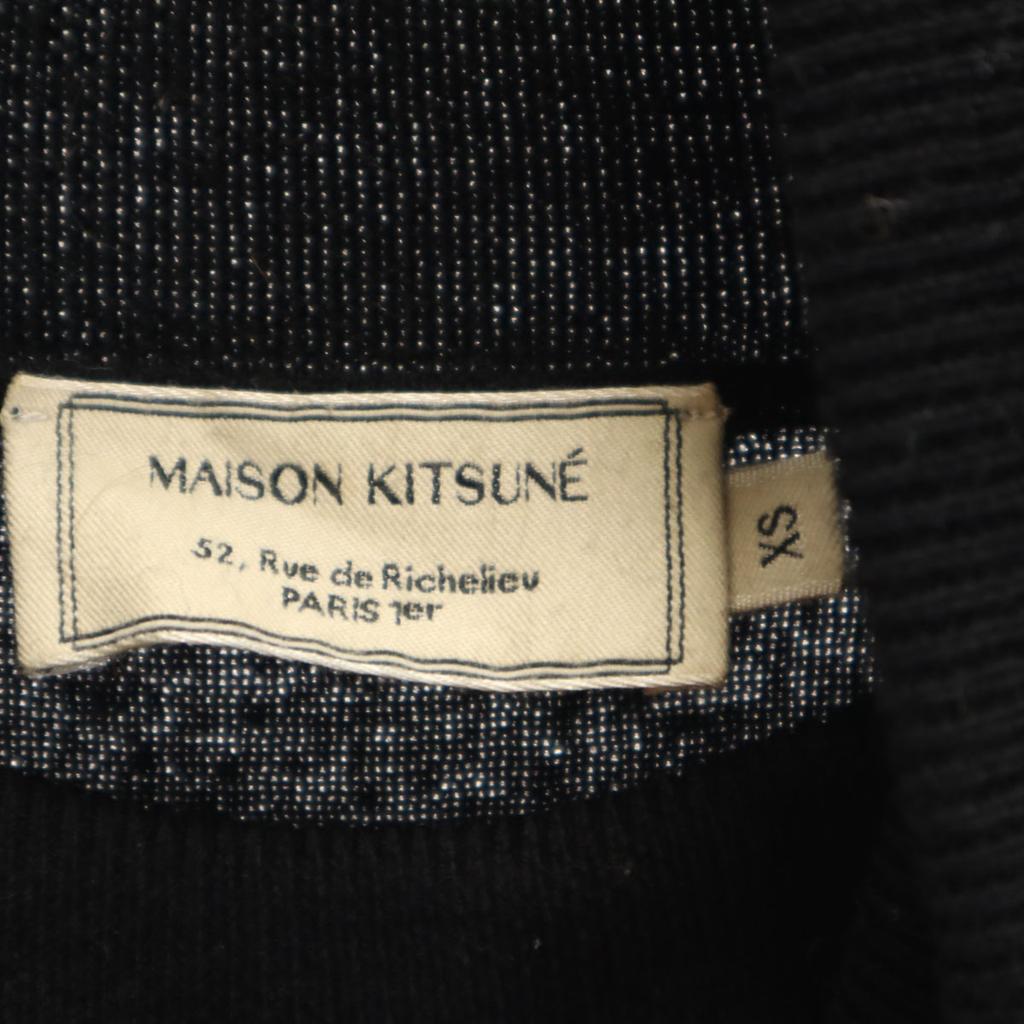 MAISON KITSUNÉ
52, Rue de Richelieu
PARIS 1er
XS